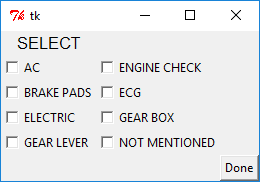 tk
SELECT
AC
ENGINE CHECK
BRAKE PADS
ECG
ELECTRIC
GEAR BOX
GEAR LEVER
NOT MENTIONED
Done